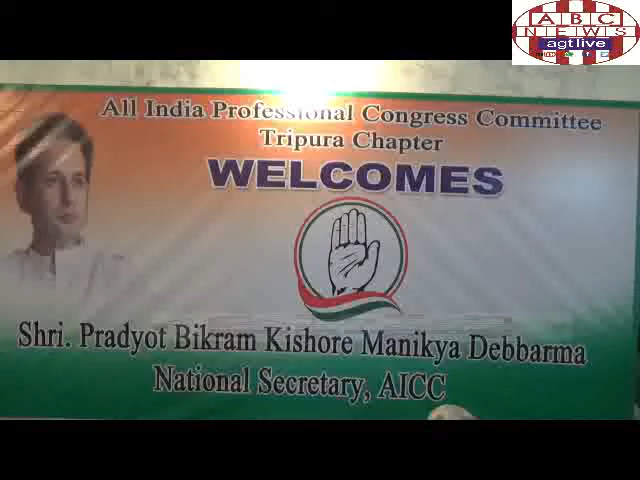 ABC
NEWS
agtlive
All India Professional Congress Committee
Tripura Chapter
WELCOMES
Shri. Pradyot Bikram Kishore Manikya Debbarma
National Secretary, AICC